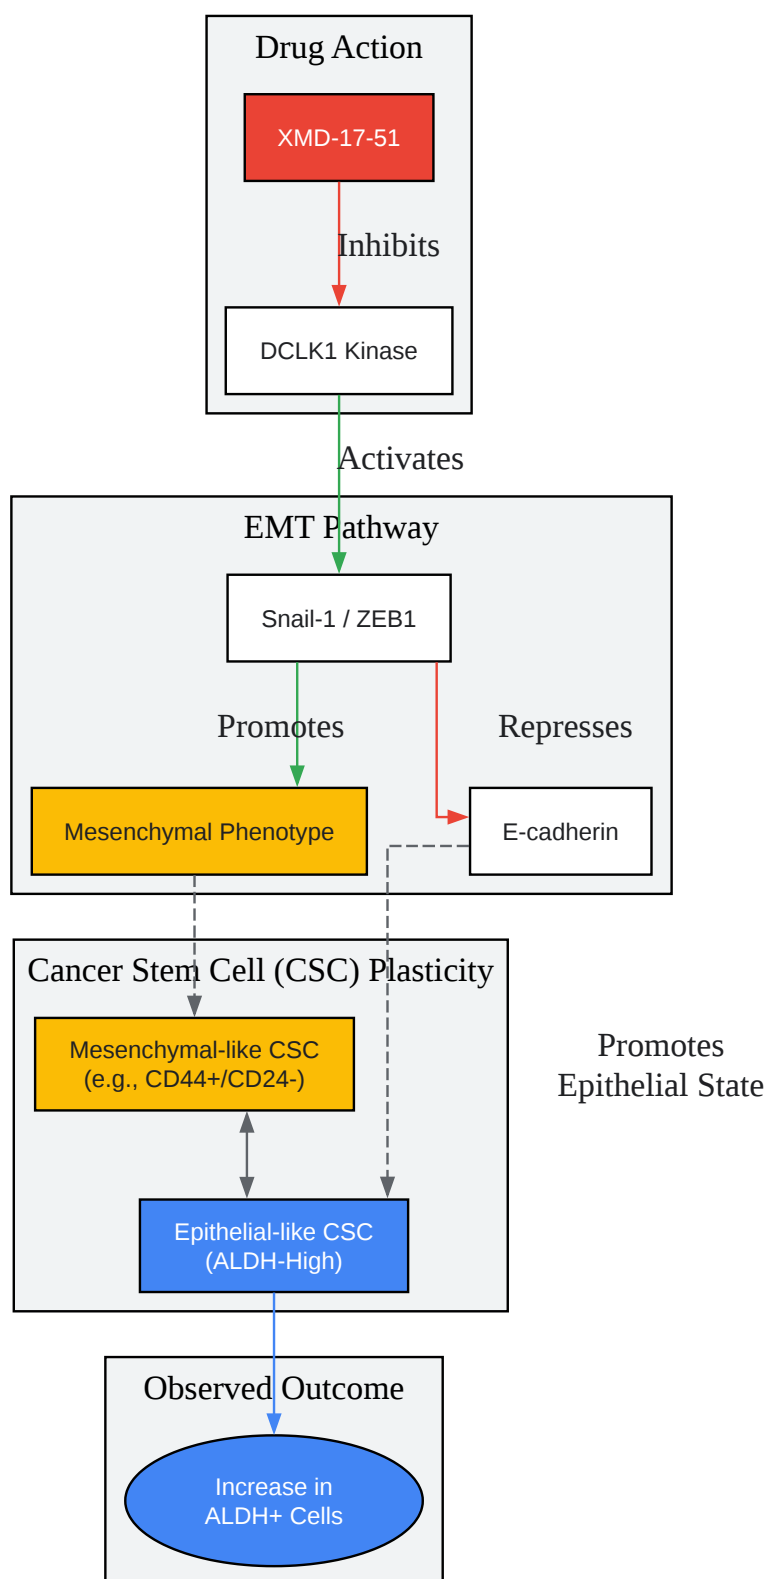 Drug Action
XMD-17-51
Inhibits
DCLK1 Kinase
Activates
EMT Pathway
Snail-1 / ZEB1
Promotes
Represses
Mesenchymal Phenotype
E-cadherin
Cancer Stem Cell (CSC) Plasticity
Mesenchymal-like CSC
(e.g., CD44+/CD24-)
Promotes
Epithelial State
Epithelial-like CSC
(ALDH-High)
Observed Outcome
Increase in
ALDH+ Cells